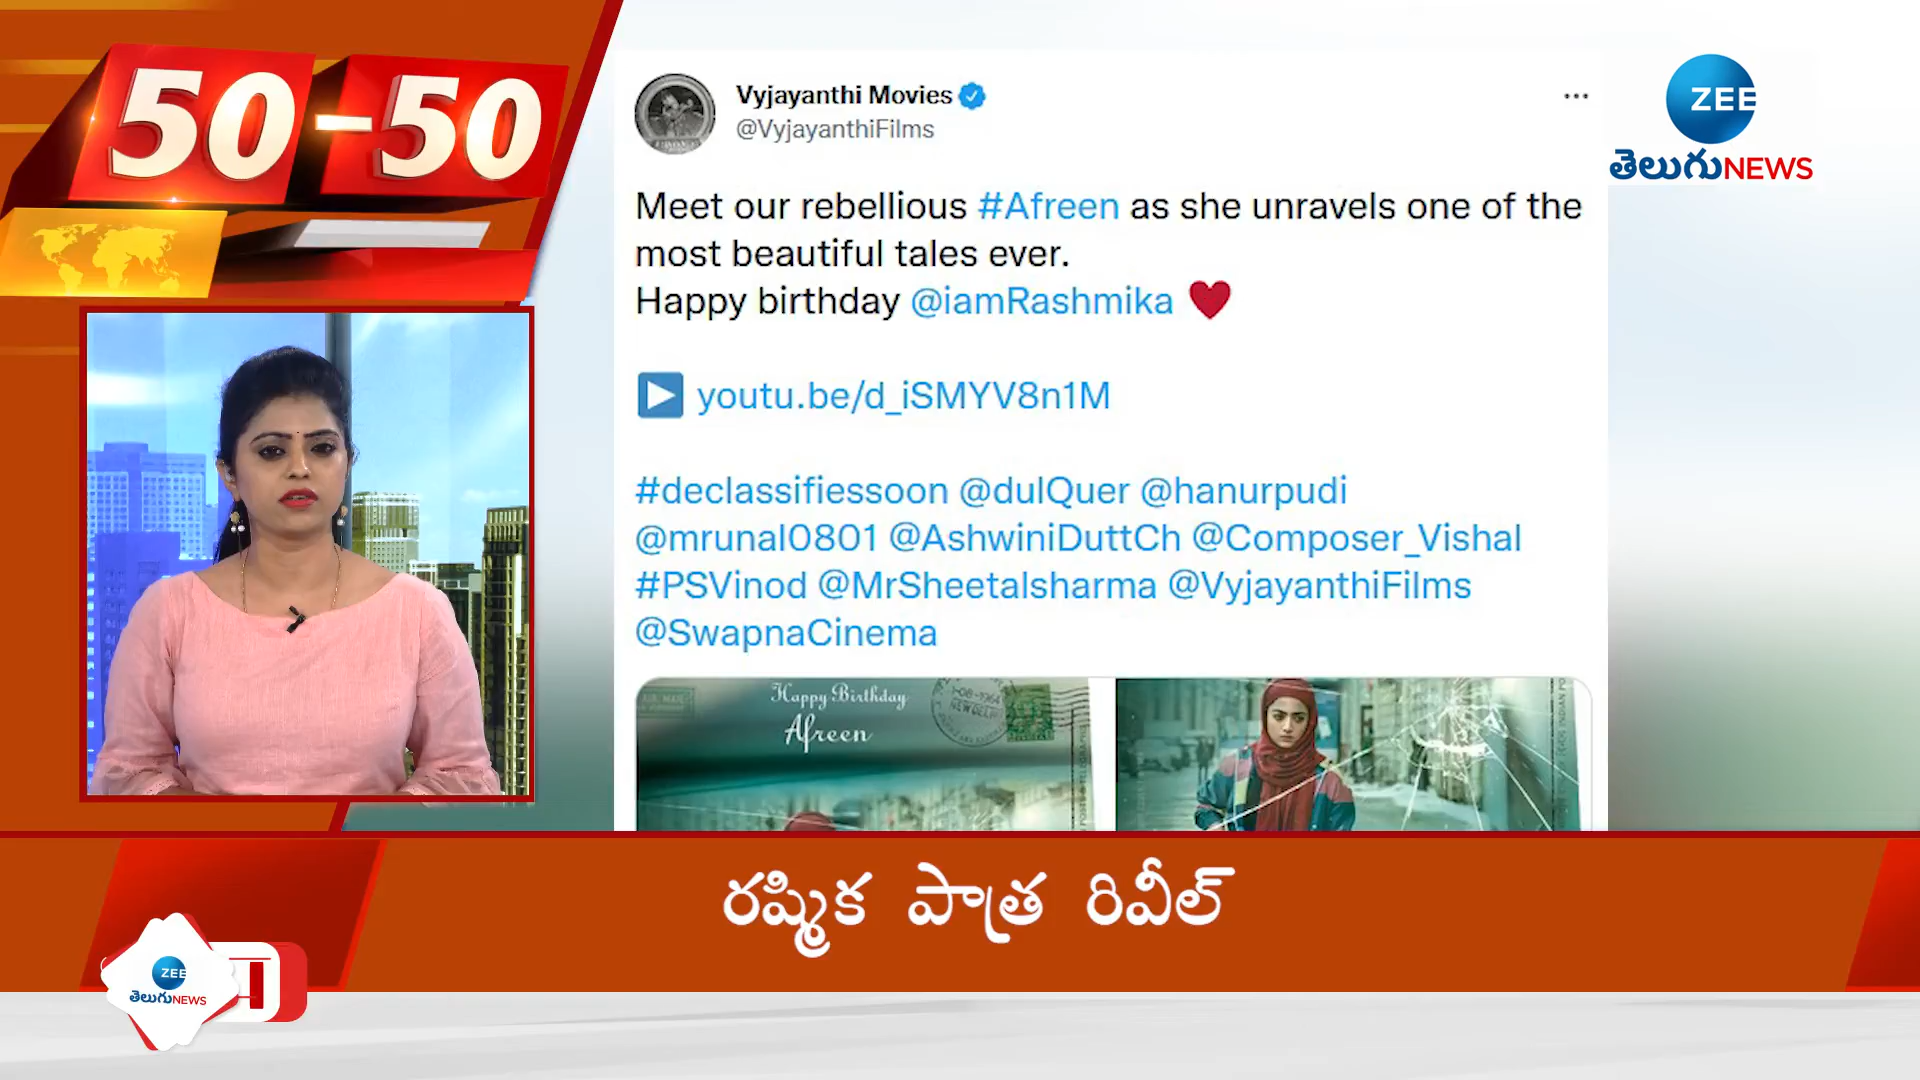 50-50
Vyjayanthi Movies
@VyjayanthiFilms
Meet our rebellious #Afreen as she unravels one of the
most beautiful tales ever.
Happy birthday @iamRashmika
youtu.be/d_iSMYV8n1M
#declassifiessoon @dulQuer @hanurpudi
@mrunal0801 @AshwiniDuttCh @Composer_Vishal
#PSVinod @MrSheetalsharma @VyjayanthiFilms
@SwapnaCinema
Happy Birthday
Afreen
NEW DELHI
ZEE
తెలుగు NEWS
రష్మిక పాత్ర రివీల్
ZEE
తెలుగు NEWS